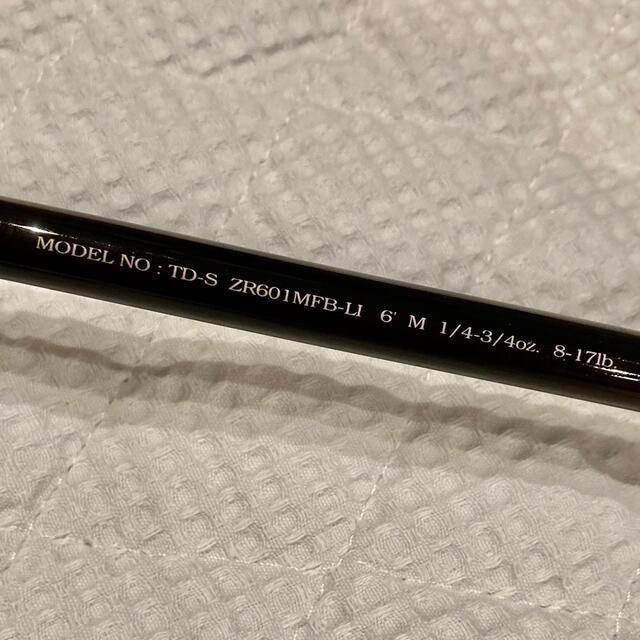 MODEL NO : TD-S ZR601MFB-LI 6' M 1/4-3/4oz. 8-17lb.